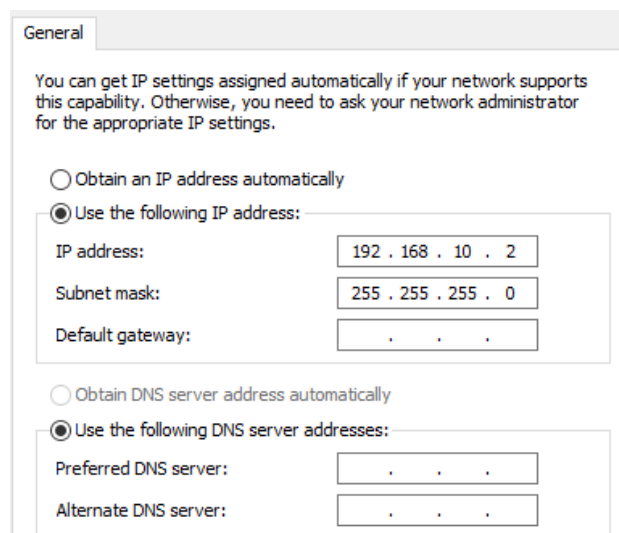 General
You can get IP settings assigned automatically if your network supports
this capability. Otherwise, you need to ask your network administrator
for the appropriate IP settings.
Obtain an IP address automatically
Use the following IP address:
IP address: 192 . 168 . 10 . 2
Subnet mask: 255 . 255 . 255 . 0
Default gateway: . . .
Obtain DNS server address automatically
Use the following DNS server addresses:
Preferred DNS server: . . .
Alternate DNS server: . . .